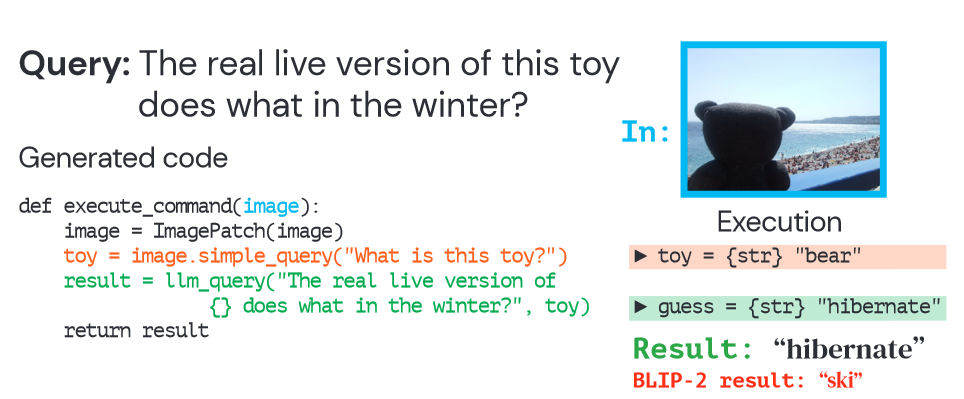 Query: The real live version of this toy
does what in the winter?
Generated code
def execute_command(image):
image = ImagePatch(image)
toy = image.simple_query("What is this toy?")
result = llm_query("The real live version of
{} does what in the winter?", toy)
return result
In:
Execution
▶ toy = {str} "bear"
▶ guess = {str} "hibernate"
Result: “hibernate”
BLIP-2 result: “ski”